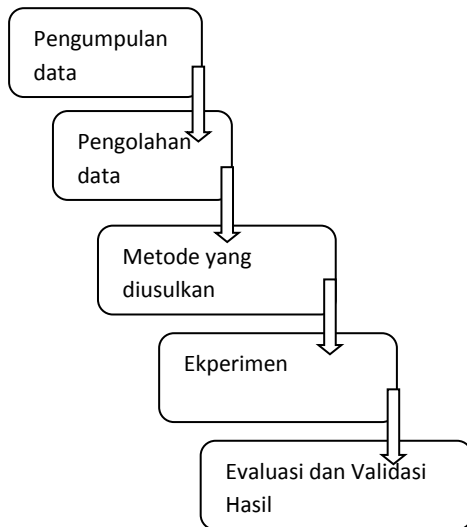 Pengumpulan
data
Pengolahan
data
Metode yang
diusulkan
Ekperimen
Evaluasi dan Validasi
Hasil